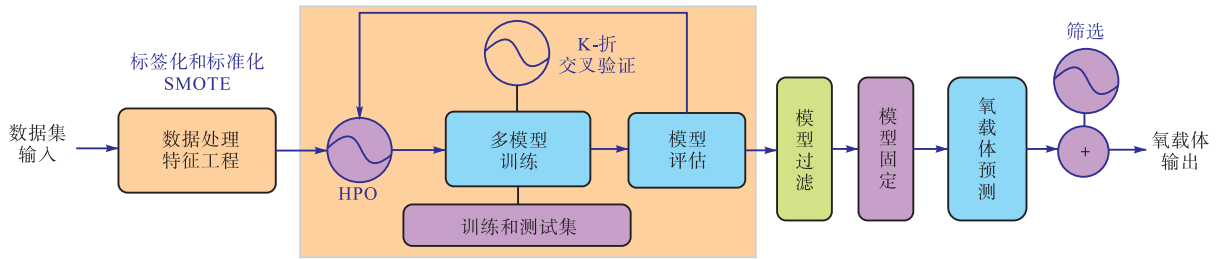 数据集
输入
标签化和标准化
SMOTE
数据处理
特征工程
HPO
K-折
交叉验证
多模型
训练
训练和测试集
模型
评估
模型过滤
模型固定
氧载体预测
筛选
+
氧载体
输出